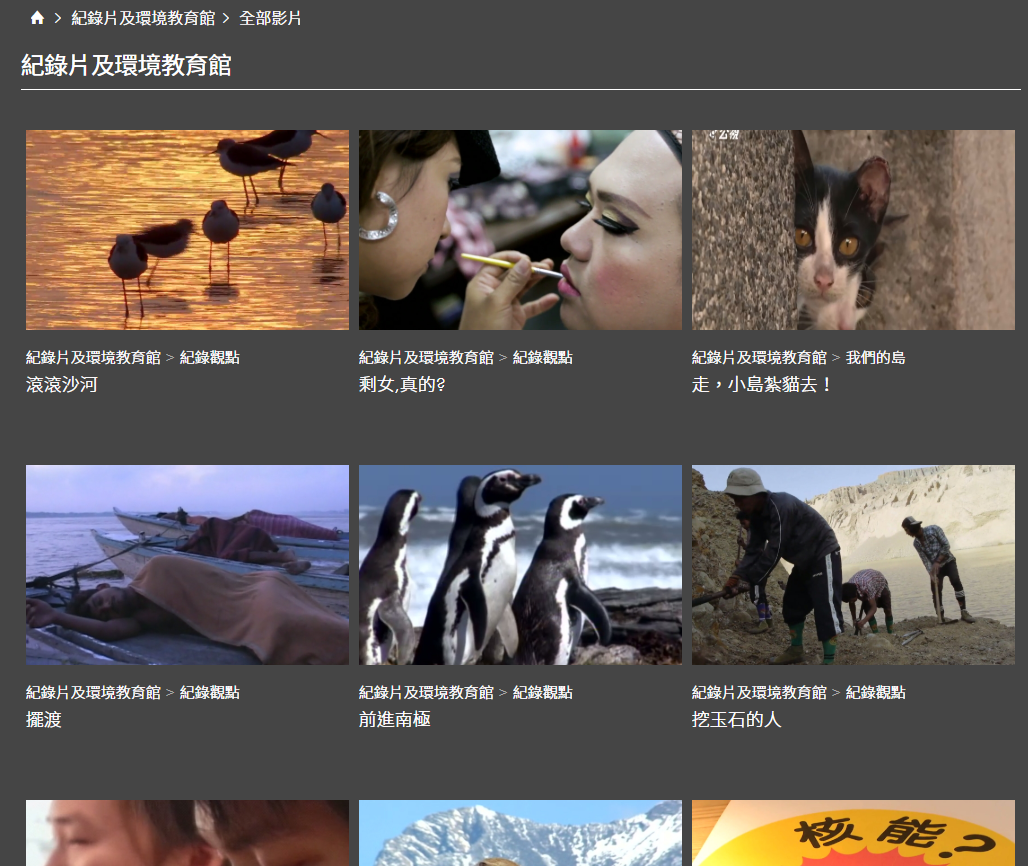 紀錄片及環境教育館 > 全部影片
紀錄片及環境教育館
公視
紀錄片及環境教育館 > 紀錄觀點
滾滾沙河
紀錄片及環境教育館 > 紀錄觀點
剩女,真的?
紀錄片及環境教育館 > 我們的島
走，小島紮貓去！
紀錄片及環境教育館 > 紀錄觀點
擺渡
紀錄片及環境教育館 > 紀錄觀點
前進南極
紀錄片及環境教育館 > 紀錄觀點
挖玉石的人
核能?